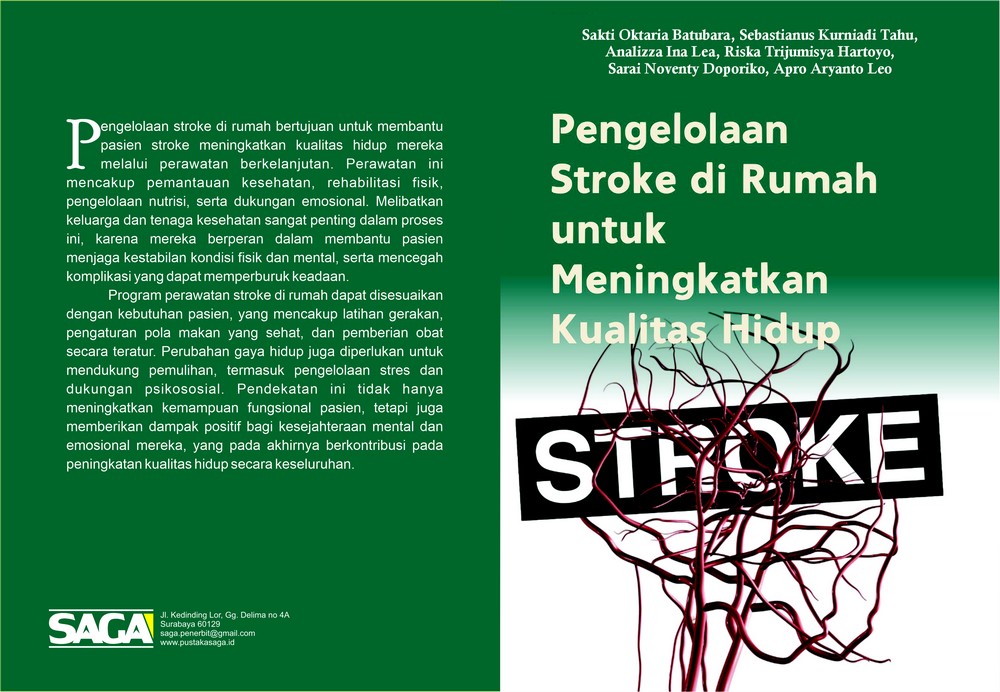 Sakti Oktaria Batubara, Sebastianus Kurniadi Tahu,
Analizza Ina Lea, Riska Trijumisya Hartoyo,
Sarai Noventy Doporiko, Apro Aryanto Leo
Pengelolaan
Stroke di Rumah
untuk
Meningkatkan
Kualitas Hidup
STROKE
Pengelolaan stroke di rumah bertujuan untuk membantu
pasien stroke meningkatkan kualitas hidup mereka
melalui perawatan berkelanjutan. Perawatan ini
mencakup pemantauan kesehatan, rehabilitasi fisik,
pengelolaan nutrisi, serta dukungan emosional. Melibatkan
keluarga dan tenaga kesehatan sangat penting dalam proses
ini, karena mereka berperan dalam membantu pasien
menjaga kestabilan kondisi fisik dan mental, serta mencegah
komplikasi yang dapat memperburuk keadaan.
Program perawatan stroke di rumah dapat disesuaikan
dengan kebutuhan pasien, yang mencakup latihan gerakan,
pengaturan pola makan yang sehat, dan pemberian obat
secara teratur. Perubahan gaya hidup juga diperlukan untuk
mendukung pemulihan, termasuk pengelolaan stres dan
dukungan psikososial. Pendekatan ini tidak hanya
meningkatkan kemampuan fungsional pasien, tetapi juga
memberikan dampak positif bagi kesejahteraan mental dan
emosional mereka, yang pada akhirnya berkontribusi pada
peningkatan kualitas hidup secara keseluruhan.
SAGA
Jl. Kedinding Lor, Gg. Delima no 4A
Surabaya 60129
saga.penerbit@gmail.com
www.pustakasaga.id